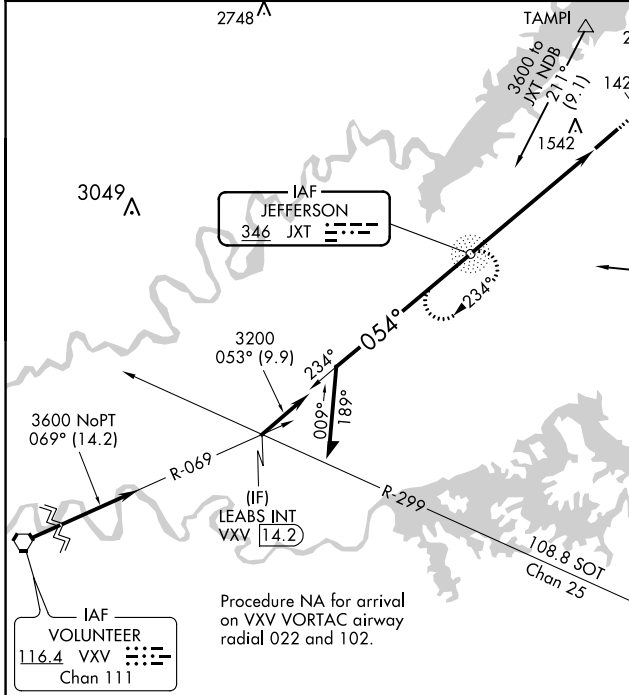 2748
TAMPI
2
3600 to
JXT NDB
211°
(9.1)
142
1542
3049
IAF
JEFFERSON
346 JXT
234°
054°
3200
053° (9.9)
234°
3600 NoPT
069° (14.2)
009°
189°
R-069
(IF)
LEABS INT
VXV 14.2
R-299
108.8 SOT
Chan 25
Procedure NA for arrival
on VXV VORTAC airway
radial 022 and 102.
IAF
VOLUNTEER
116.4 VXV
Chan 111